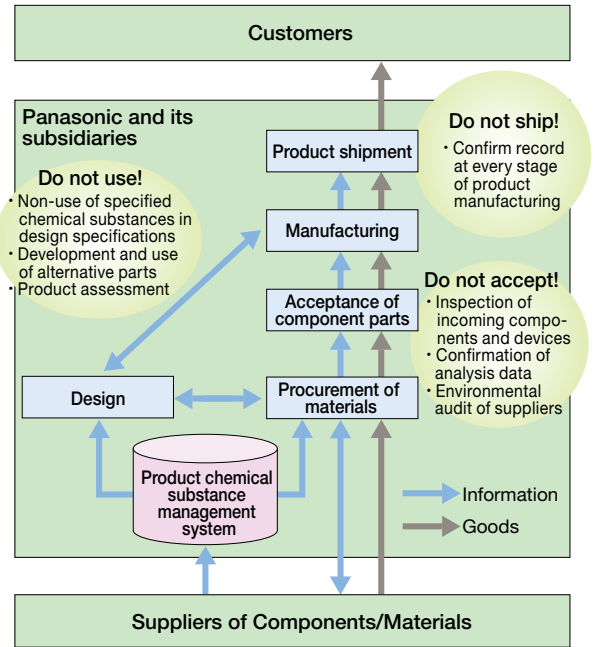 Customers
Panasonic and its
subsidiaries
Do not use!
· Non-use of specified
chemical substances in
design specifications
· Development and use
of alternative parts
· Product assessment
Product shipment
Do not ship!
· Confirm record
at every stage
of product
manufacturing
Manufacturing
Acceptance of
component parts
Do not accept!
· Inspection of
incoming compo-
nents and devices
· Confirmation of
analysis data
· Environmental
audit of suppliers
Design
Procurement of
materials
Product chemical
substance
management
system
Information
Goods
Suppliers of Components/Materials